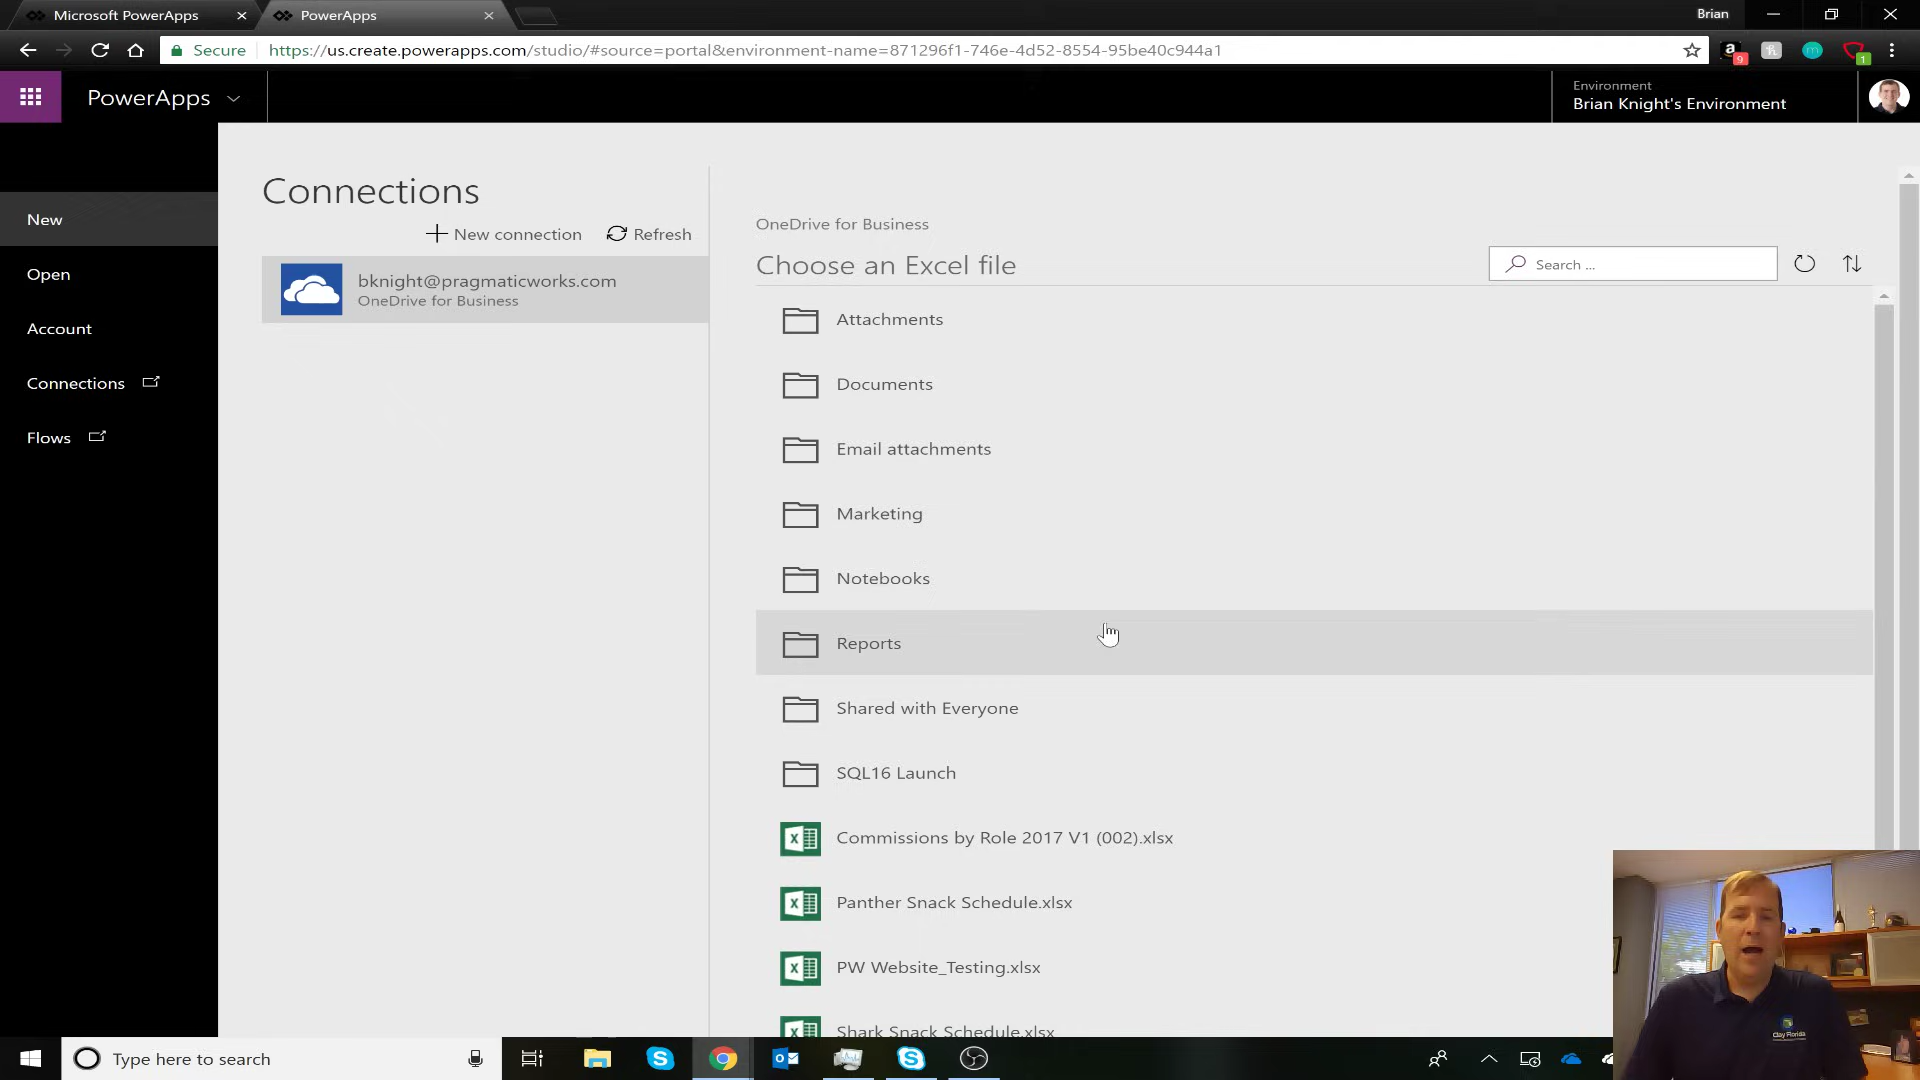 Microsoft PowerApps
PowerApps
Brian
Secure
https://us.create.powerapps.com/studio/#source=portal&environment-name=871296f1-746e-4d52-8554-95be40c944a1
a
9
m
1
PowerApps
Environment
Brian Knight's Environment
New
Open
Account
Connections
Flows
Connections
New connection
Refresh
bknight@pragmaticworks.com
OneDrive for Business
OneDrive for Business
Choose an Excel file
Search ...
Attachments
Documents
Email attachments
Marketing
Notebooks
Reports
Shared with Everyone
SQL16 Launch
Commissions by Role 2017 V1 (002).xlsx
Panther Snack Schedule.xlsx
PW Website_Testing.xlsx
Shark Snack Schedule.xlsx
Clay Florida
Type here to search